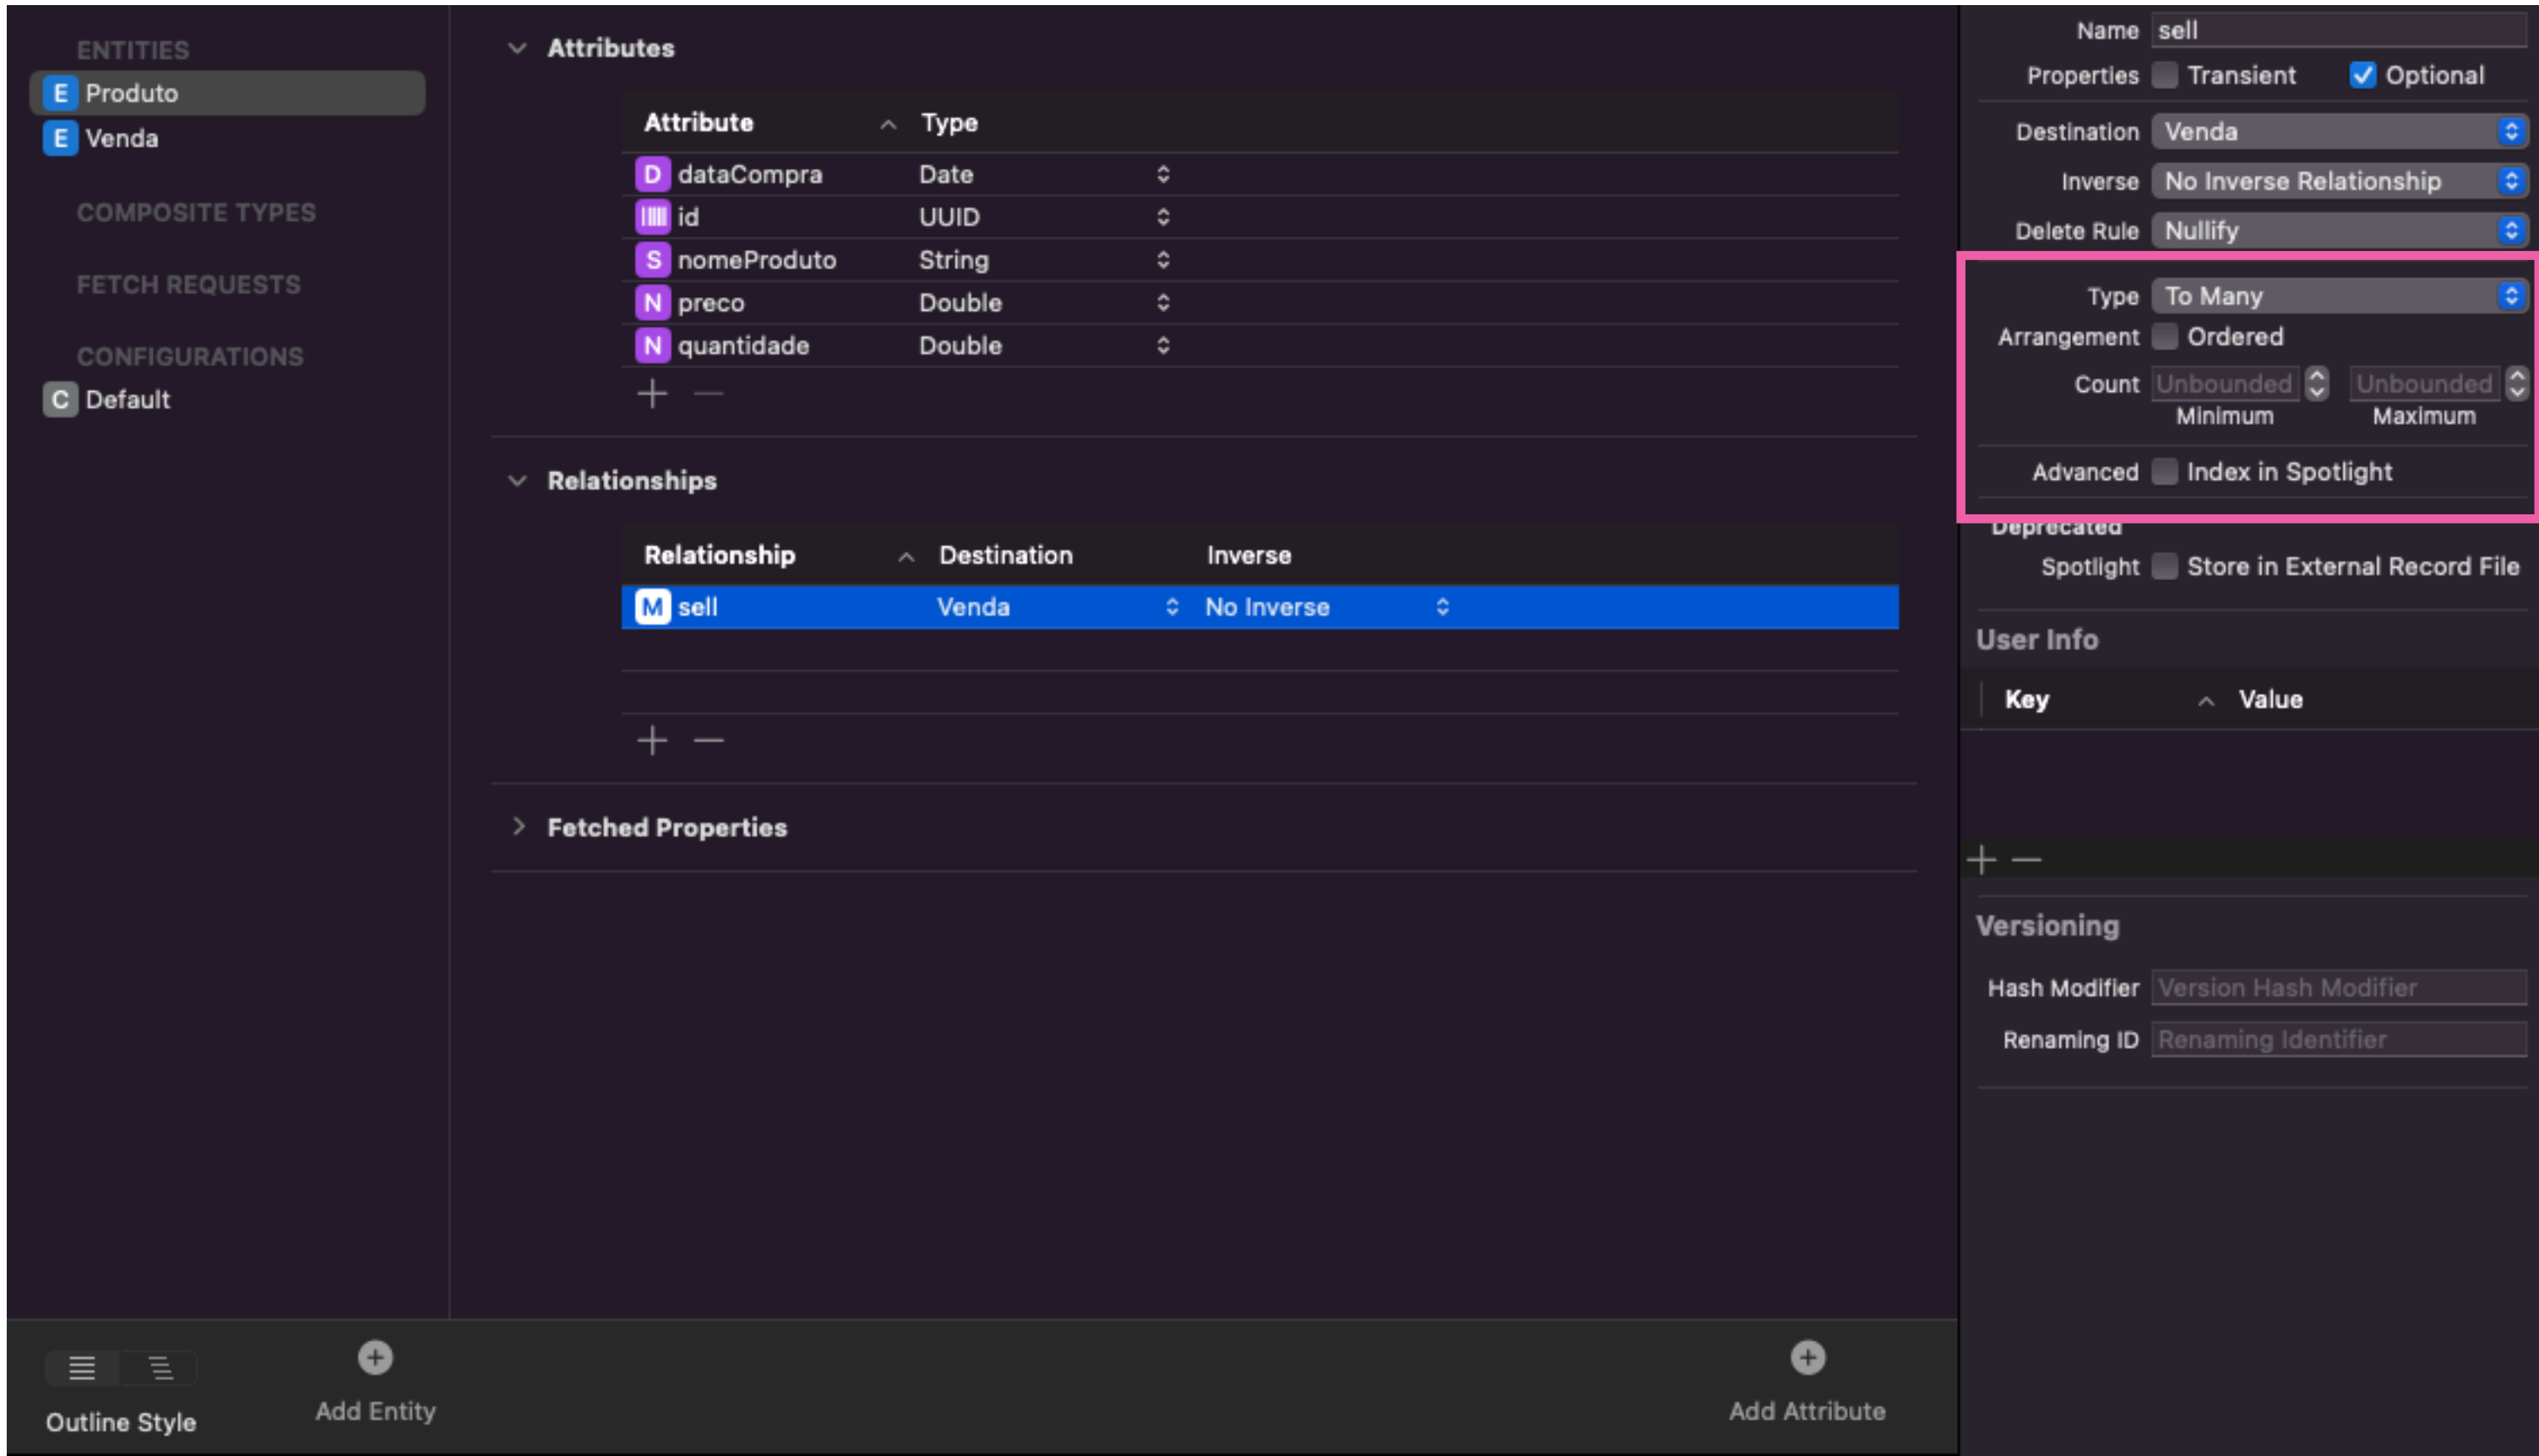 ENTITIES
E Produto
E Venda
COMPOSITE TYPES
FETCH REQUESTS
CONFIGURATIONS
C Default
Attributes
Attribute Type
D dataCompra Date
id UUID
S nomeProduto String
N preco Double
N quantidade Double
Relationships
Relationship Destination Inverse
M sell Venda No Inverse
Fetched Properties
Outline Style
Add Entity
Add Attribute
Name sell
Properties Transient Optional
Destination Venda
Inverse No Inverse Relationship
Delete Rule Nullify
Type To Many
Arrangement Ordered
Count Unbounded Unbounded
Minimum Maximum
Advanced Index in Spotlight
Deprecated
Spotlight Store in External Record File
User Info
Key Value
Versioning
Hash Modifier Version Hash Modifier
Renaming ID Renaming Identifier